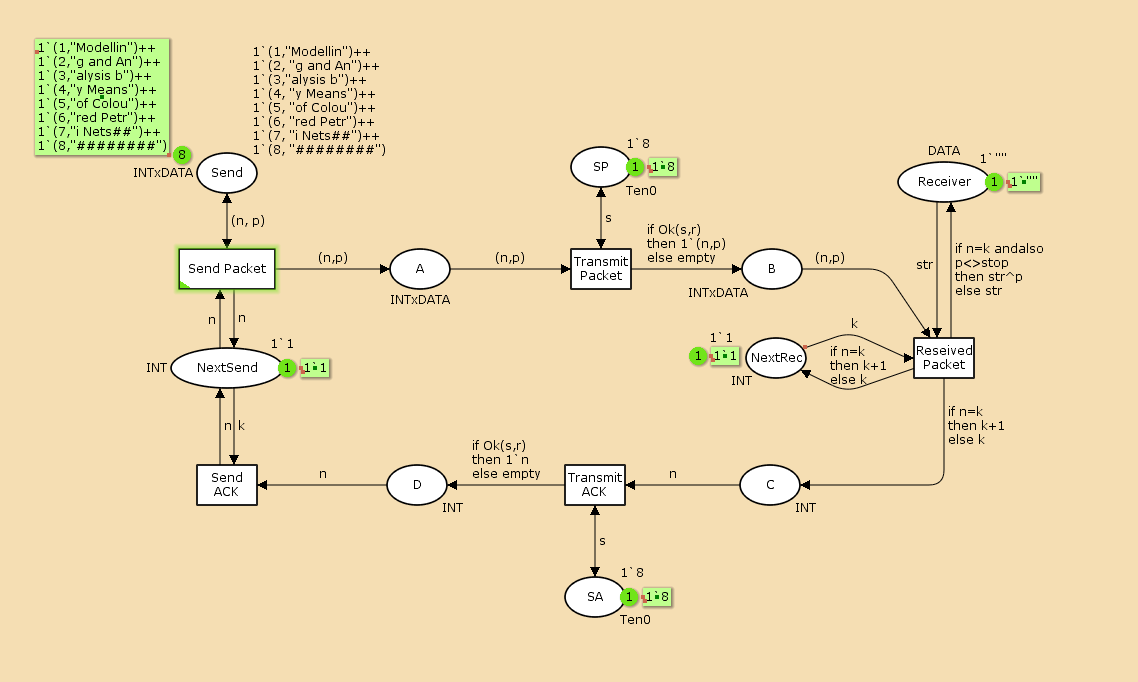 1`(1,"Modellin")++
1`(2,"g and An")++
1`(3,"alysis b")++
1`(4,"y Means")++
1`(5,"of Colou")++
1`(6,"red Petr")++
1`(7,"i Nets##")++
1`(8,"########")
8
1`(1,"Modellin")++
1`(2, "g and An")++
1`(3,"alysis b")++
1`(4, "y Means")++
1`(5, "of Colou")++
1`(6, "red Petr")++
1`(7, "i Nets##")++
1`(8, "########")
Send
INTxDATA
(n, p)
Send Packet
(n,p)
A
INTxDATA
(n,p)
1`8
SP
1
1`8
Ten0
s
Transmit
Packet
if Ok(s,r)
then 1`(n,p)
else empty
B
INTxDATA
(n,p)
DATA
1`""
Receiver
1
1`""
str
if n=k andalso
p<>stop
then str^p
else str
n
n
1`1
INT
NextSend
1
1`1
1`1
1
1`1
NextRec
INT
k
if n=k
then k+1
else k
Reseived
Packet
if n=k
then k+1
else k
n
k
Send
ACK
n
D
INT
if Ok(s,r)
then 1`n
else empty
Transmit
ACK
n
C
INT
s
1`8
SA
1
1`8
Ten0